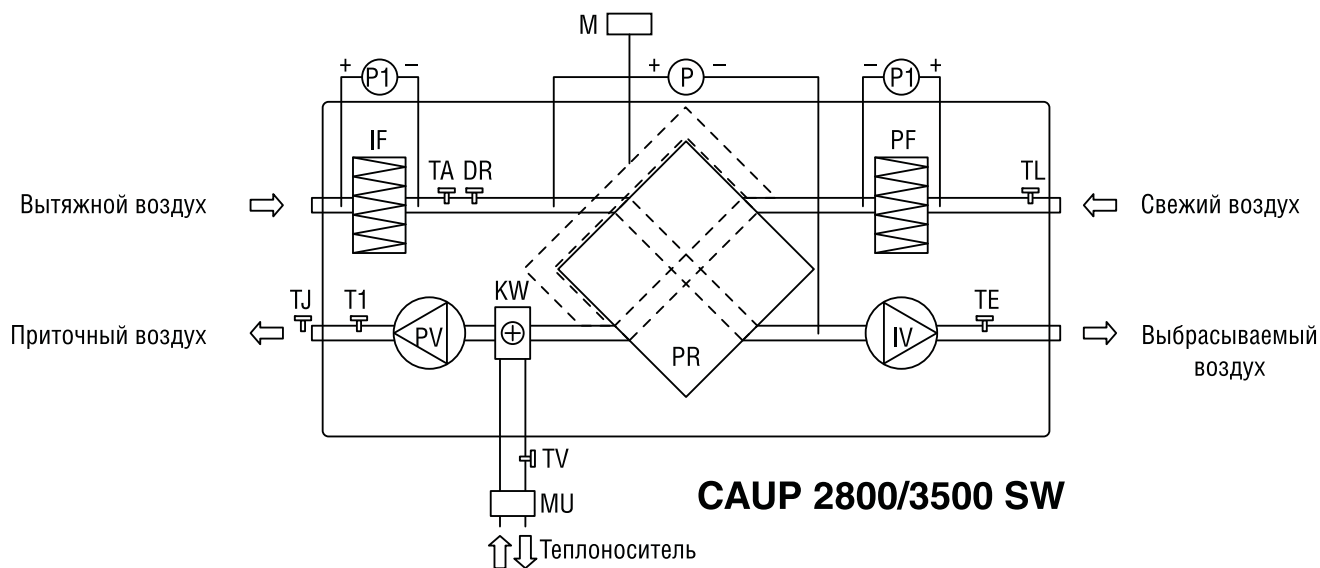 M
+ P1 −
+ P −
− P1 +
IF
PF
TA DR
TL
Вытяжной воздух
Свежий воздух
KW
TJ T1
TE
Приточный воздух
PV
IV
Выбрасываемый
воздух
PR
TV
CAUP 2800/3500 SW
MU
Теплоноситель